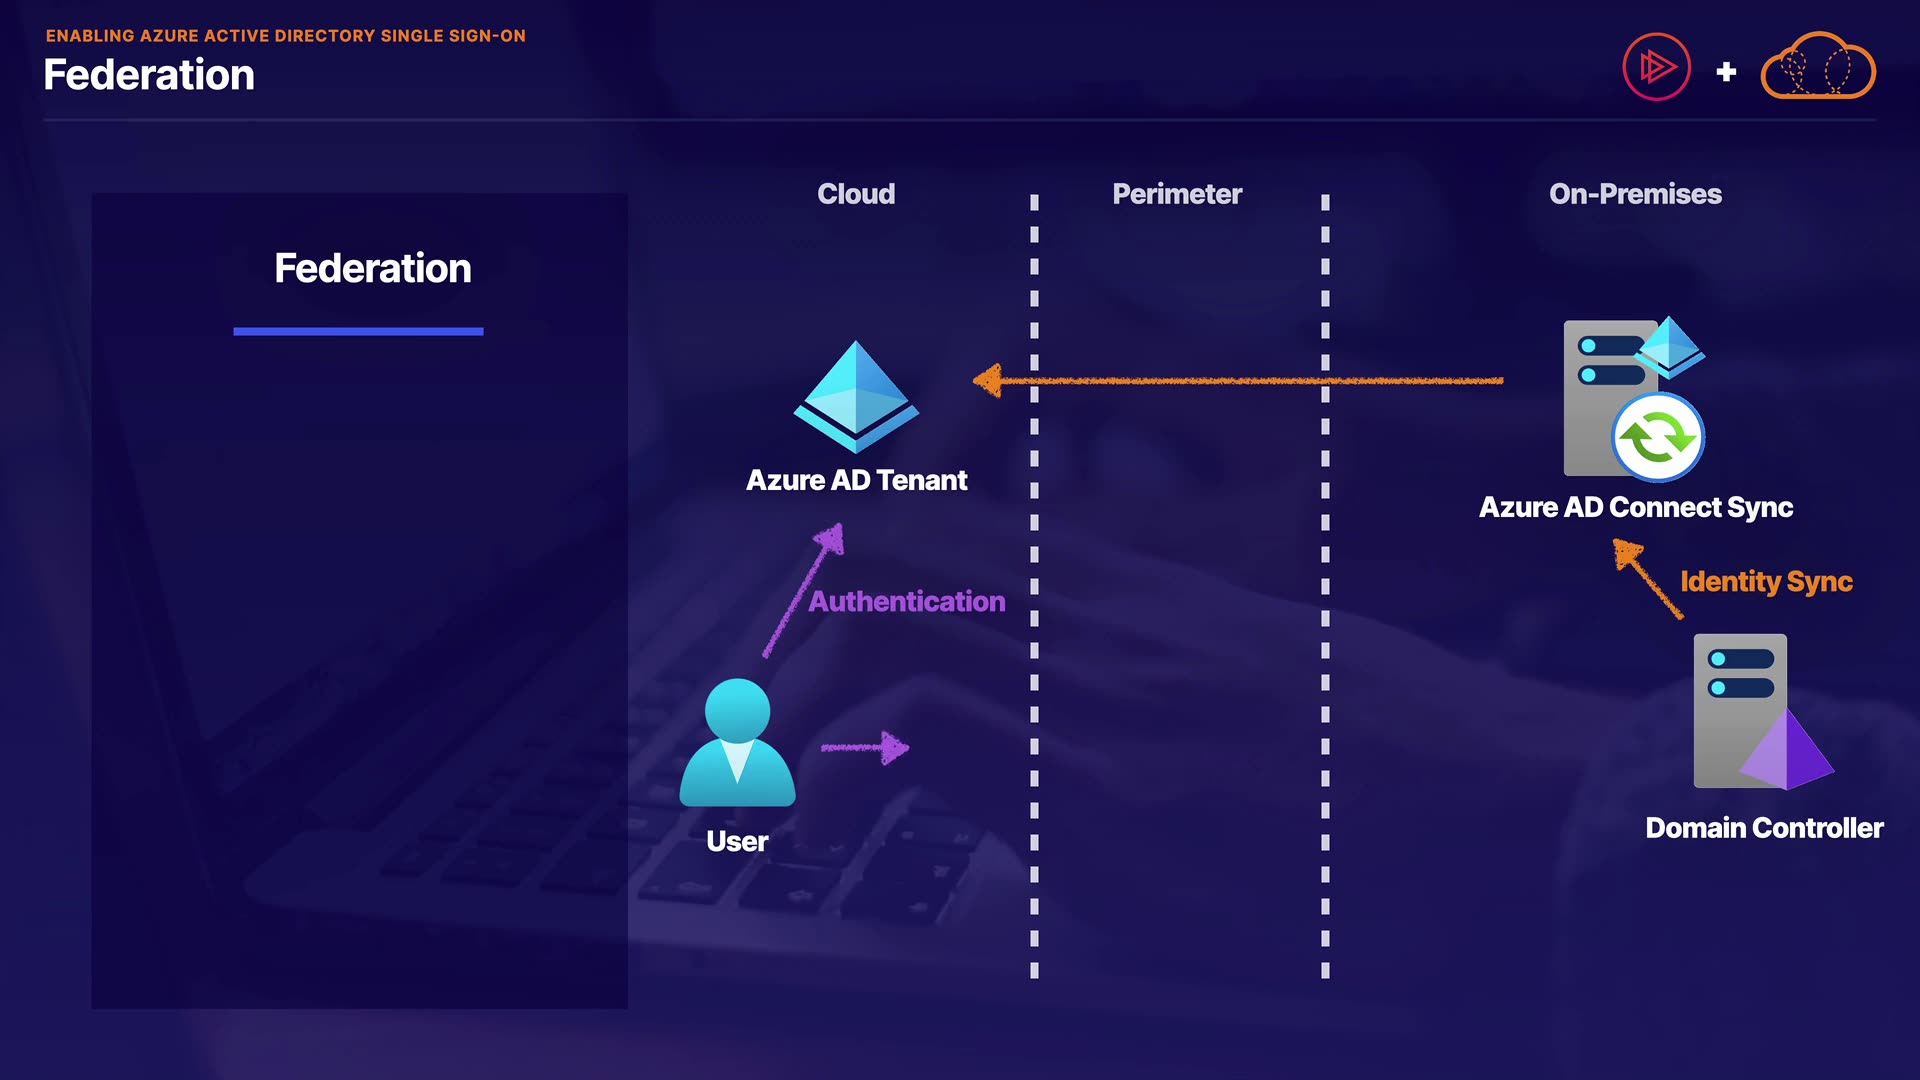 ENABLING AZURE ACTIVE DIRECTORY SINGLE SIGN-ON
Federation
Federation
Cloud
Perimeter
On-Premises
Azure AD Tenant
Azure AD Connect Sync
Authentication
Identity Sync
User
Domain Controller